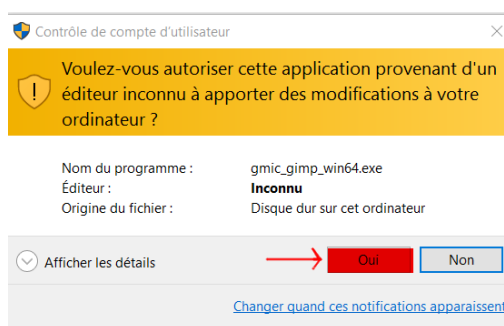 Contrôle de compte d'utilisateur
Voulez-vous autoriser cette application provenant d'un
éditeur inconnu à apporter des modifications à votre
ordinateur ?
Nom du programme : gmic_gimp_win64.exe
Éditeur : Inconnu
Origine du fichier : Disque dur sur cet ordinateur
Afficher les détails Oui Non
Changer quand ces notifications apparaissent